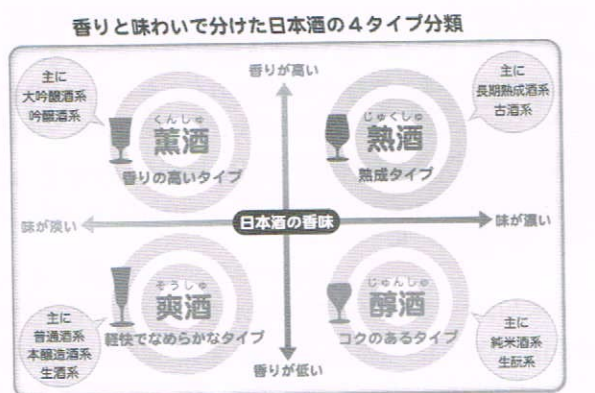 香りと味わいで分けた日本酒の4タイプ分類
香りが高い
主に
大吟醸酒系
吟醸酒系
くんしゅ
薫酒
香りの高いタイプ
じゅくしゅ
熟酒
熟成タイプ
主に
長期熟成酒系
古酒系
味が淡い
日本酒の香味
味が濃い
そうしゅ
爽酒
軽快でなめらかなタイプ
主に
普通酒系
本醸造酒系
生酒系
じゅんしゅ
醇酒
コクのあるタイプ
主に
純米酒系
生酛系
香りが低い